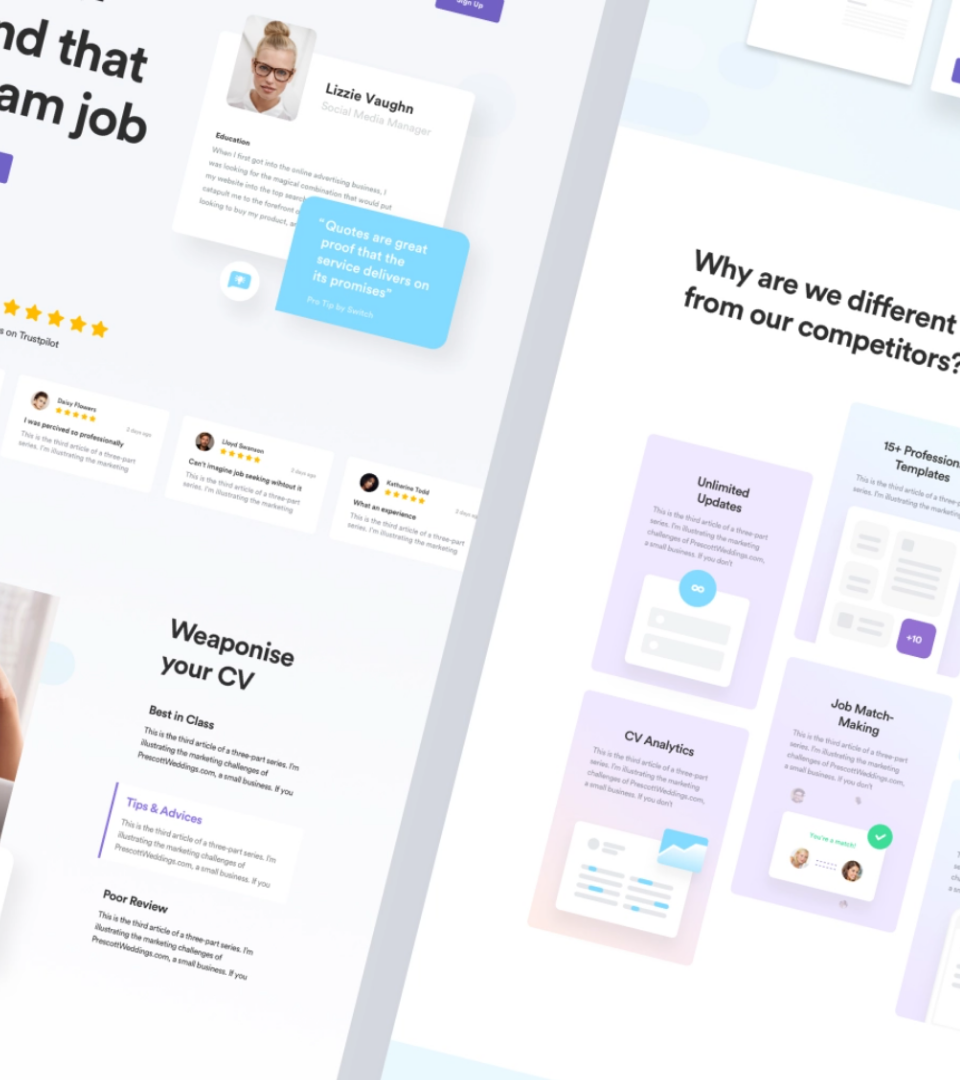 Sign Up
nd that
am job
Lizzie Vaughn
Social Media Manager
Education
When I first got into the online advertising business, I
was looking for the magical combination that would put
my website into the top search
catapult me to the forefront
looking to buy my product,
“Quotes are great
proof that the
service delivers on
its promises”
Pro Tip by Switch
s on Trustpilot
Daisy Flowers
2 days ago
I was percived so professionally
This is the third article of a three-part
series. I'm illustrating the marketing
Lloyd Swanson
2 days ago
Can't imagine job seeking wihtout it
This is the third article of a three-part
series. I'm illustrating the marketing
Katharine Todd
2 days
What an experience
This is the third article of a three-part
series. I'm illustrating the marketing
Weaponise
your CV
Best in Class
This is the third article of a three-part series. I'm
illustrating the marketing challenges of
PrescottWeddings.com, a small business. If you
Tips & Advices
This is the third article of a three-part series. I'm
illustrating the marketing challenges of
PrescottWeddings.com, a small business. If you
Poor Review
This is the third article of a three-part series. I'm
illustrating the marketing challenges of
PrescottWeddings.com, a small business. If you
Why are we different
from our competitors?
Unlimited
Updates
This is the third article of a three-part
series. I'm illustrating the marketing
challenges of PrescottWeddings.com,
a small business. If you don't
∞
15+ Profession
Templates
This is the third article of a three-p
series. I'm illustrating the marketing
+10
CV Analytics
This is the third article of a three-part
series. I'm illustrating the marketing
challenges of PrescottWeddings.com,
a small business. If you don't
Job Match-
Making
This is the third article of a three-part
series. I'm illustrating the marketing
challenges of PrescottWeddings.com,
a small business. If you don't
You're a match!